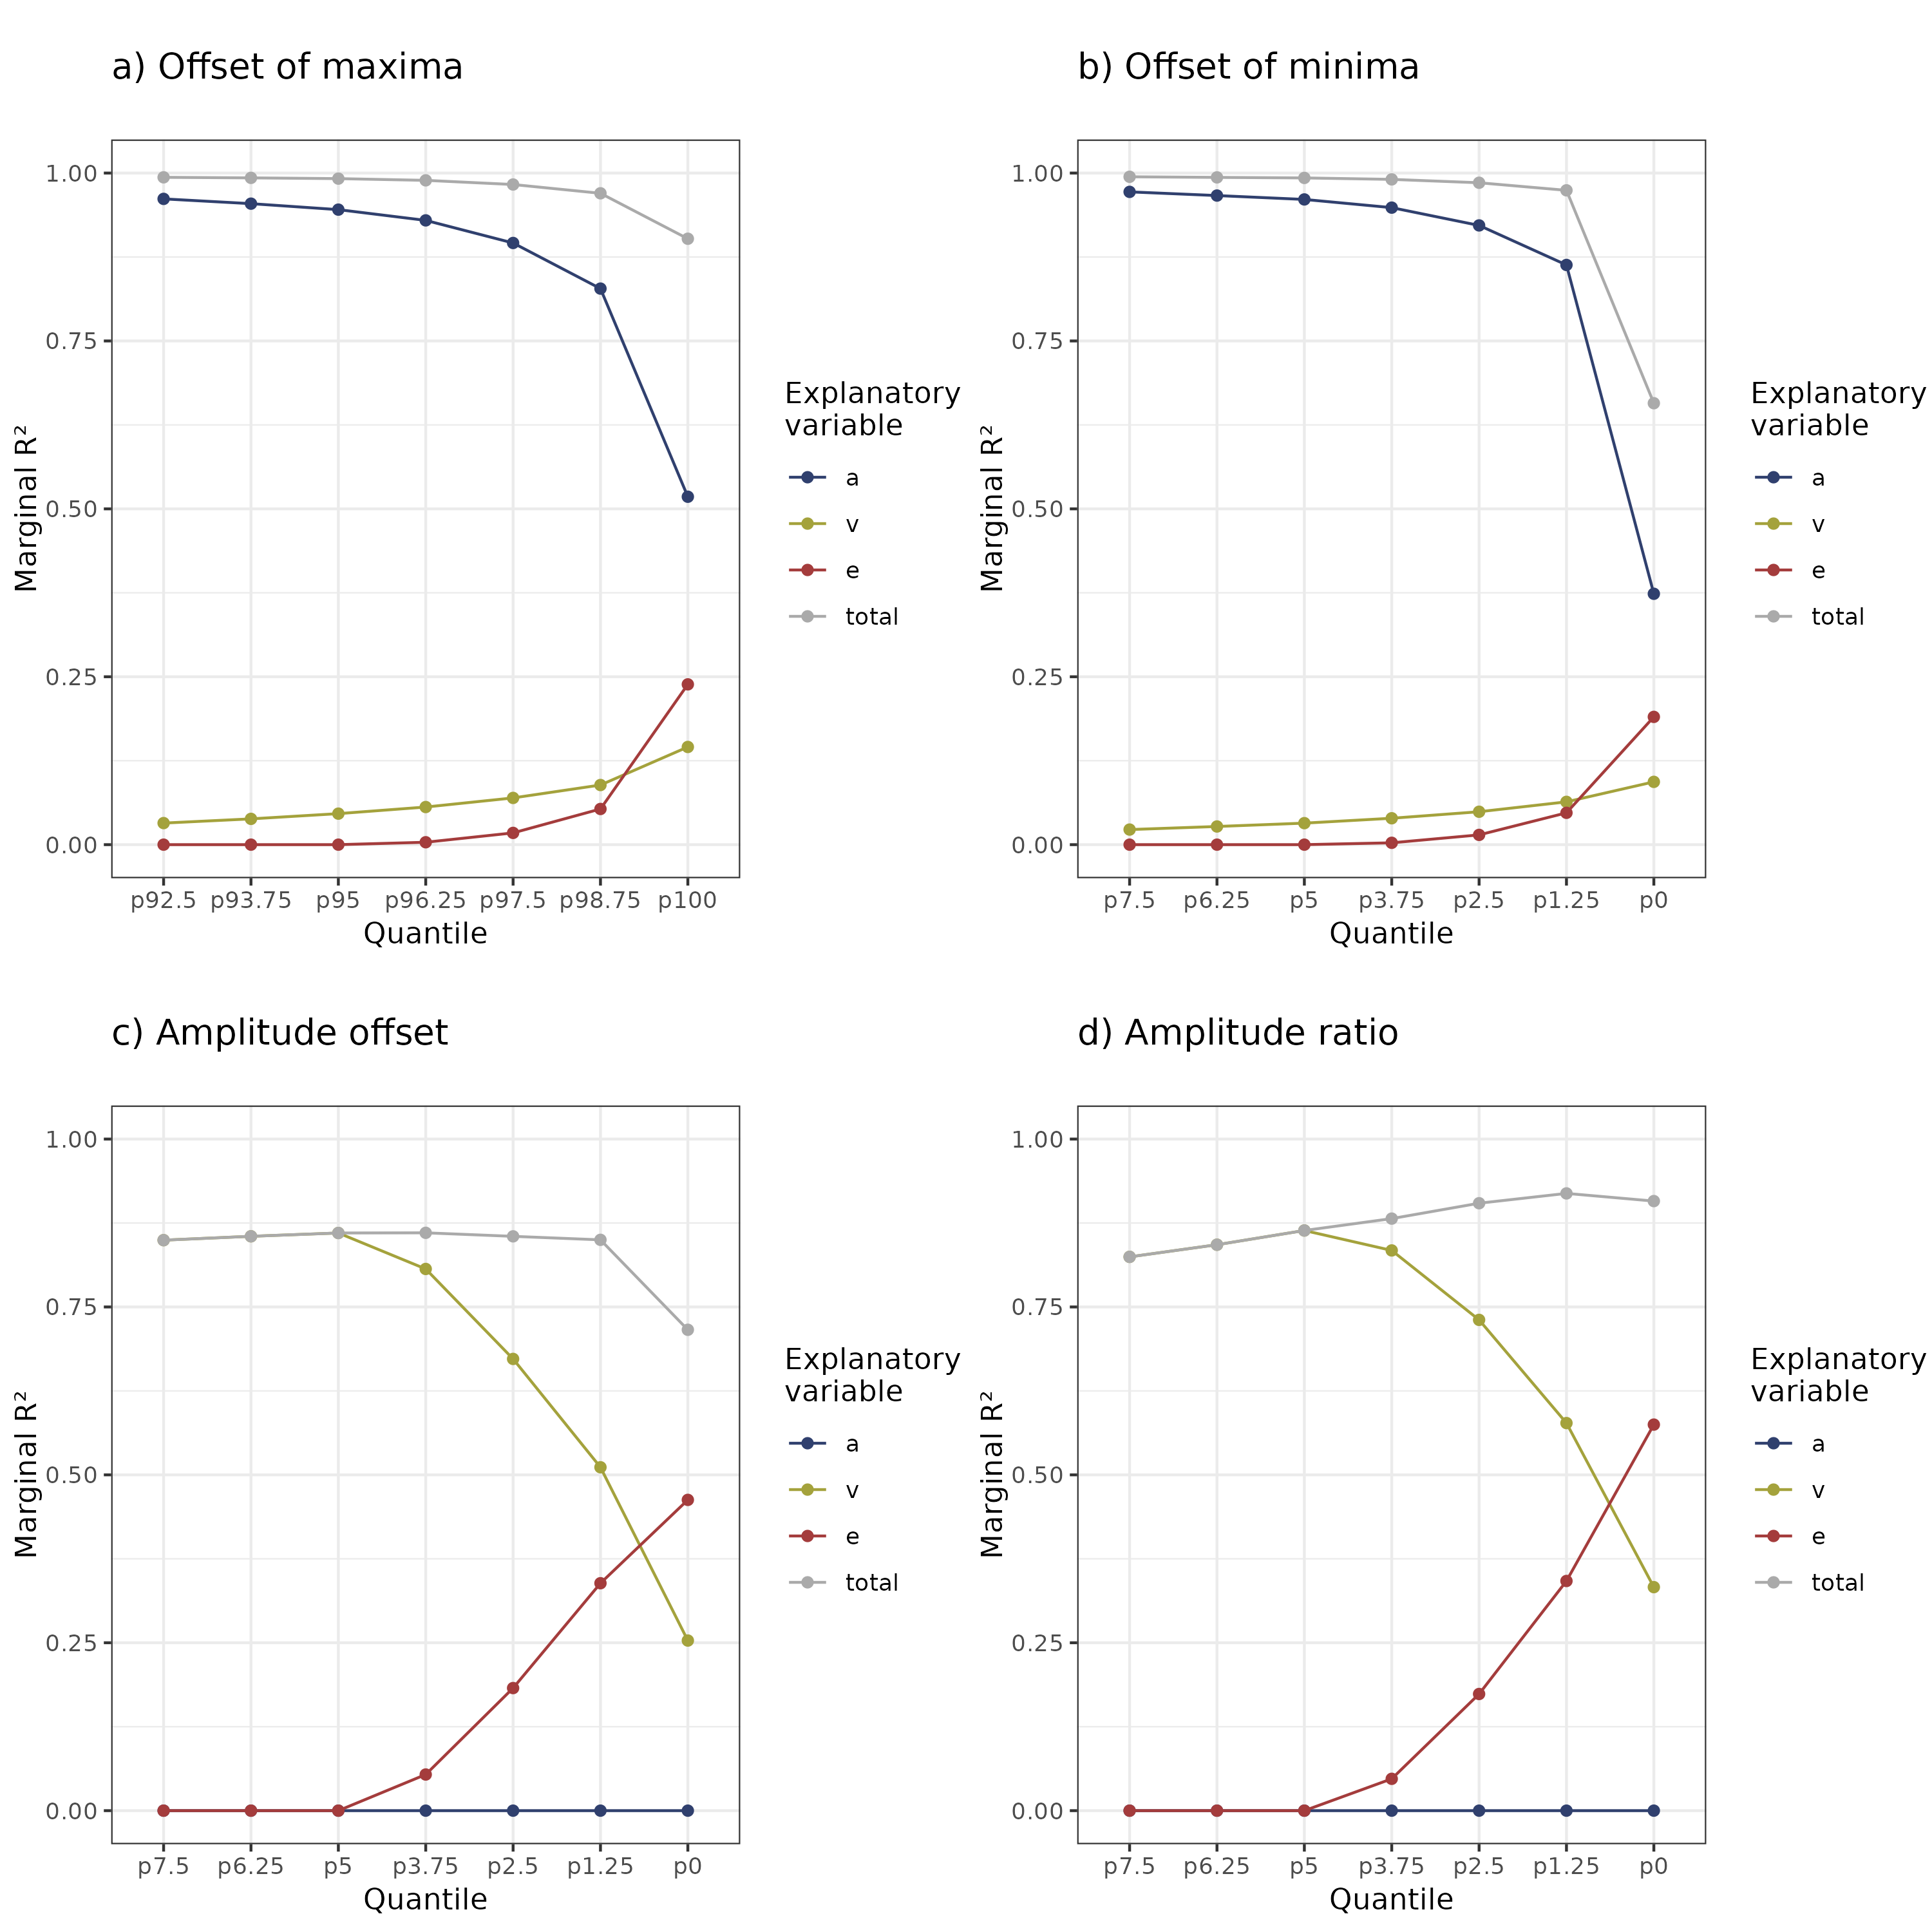 a) Offset of maxima
Marginal R²
1.00
0.75
0.50
0.25
0.00
p92.5 p93.75 p95 p96.25 p97.5 p98.75 p100
Quantile
Explanatory
variable
a
v
e
total
b) Offset of minima
Marginal R²
1.00
0.75
0.50
0.25
0.00
p7.5 p6.25 p5 p3.75 p2.5 p1.25 p0
Quantile
Explanatory
variable
a
v
e
total
c) Amplitude offset
Marginal R²
1.00
0.75
0.50
0.25
0.00
p7.5 p6.25 p5 p3.75 p2.5 p1.25 p0
Quantile
Explanatory
variable
a
v
e
total
d) Amplitude ratio
Marginal R²
1.00
0.75
0.50
0.25
0.00
p7.5 p6.25 p5 p3.75 p2.5 p1.25 p0
Quantile
Explanatory
variable
a
v
e
total